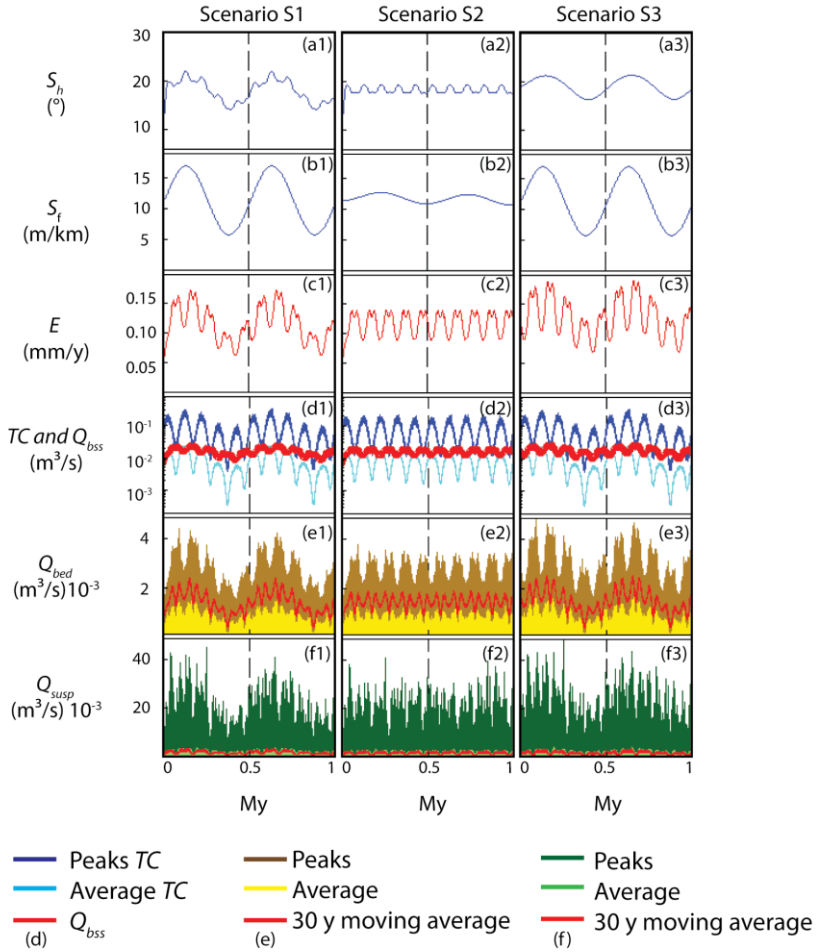 Scenario S1 Scenario S2 Scenario S3
30
20
10
S_h
(°)
(a1) (a2) (a3)
15
10
5
S_f
(m/km)
(b1) (b2) (b3)
0.15
0.10
0.05
E
(mm/y)
(c1) (c2) (c3)
10⁻¹
10⁻²
10⁻³
TC and Q_bss
(m³/s)
(d1) (d2) (d3)
4
2
Q_bed
(m³/s)10⁻³
(e1) (e2) (e3)
40
20
Q_susp
(m³/s) 10⁻³
(f1) (f2) (f3)
0 0.5 1 0 0.5 1 0 0.5 1
My My My
Peaks TC Peaks Peaks
Average TC Average Average
Q_bss 30 y moving average 30 y moving average
(d) (e) (f)